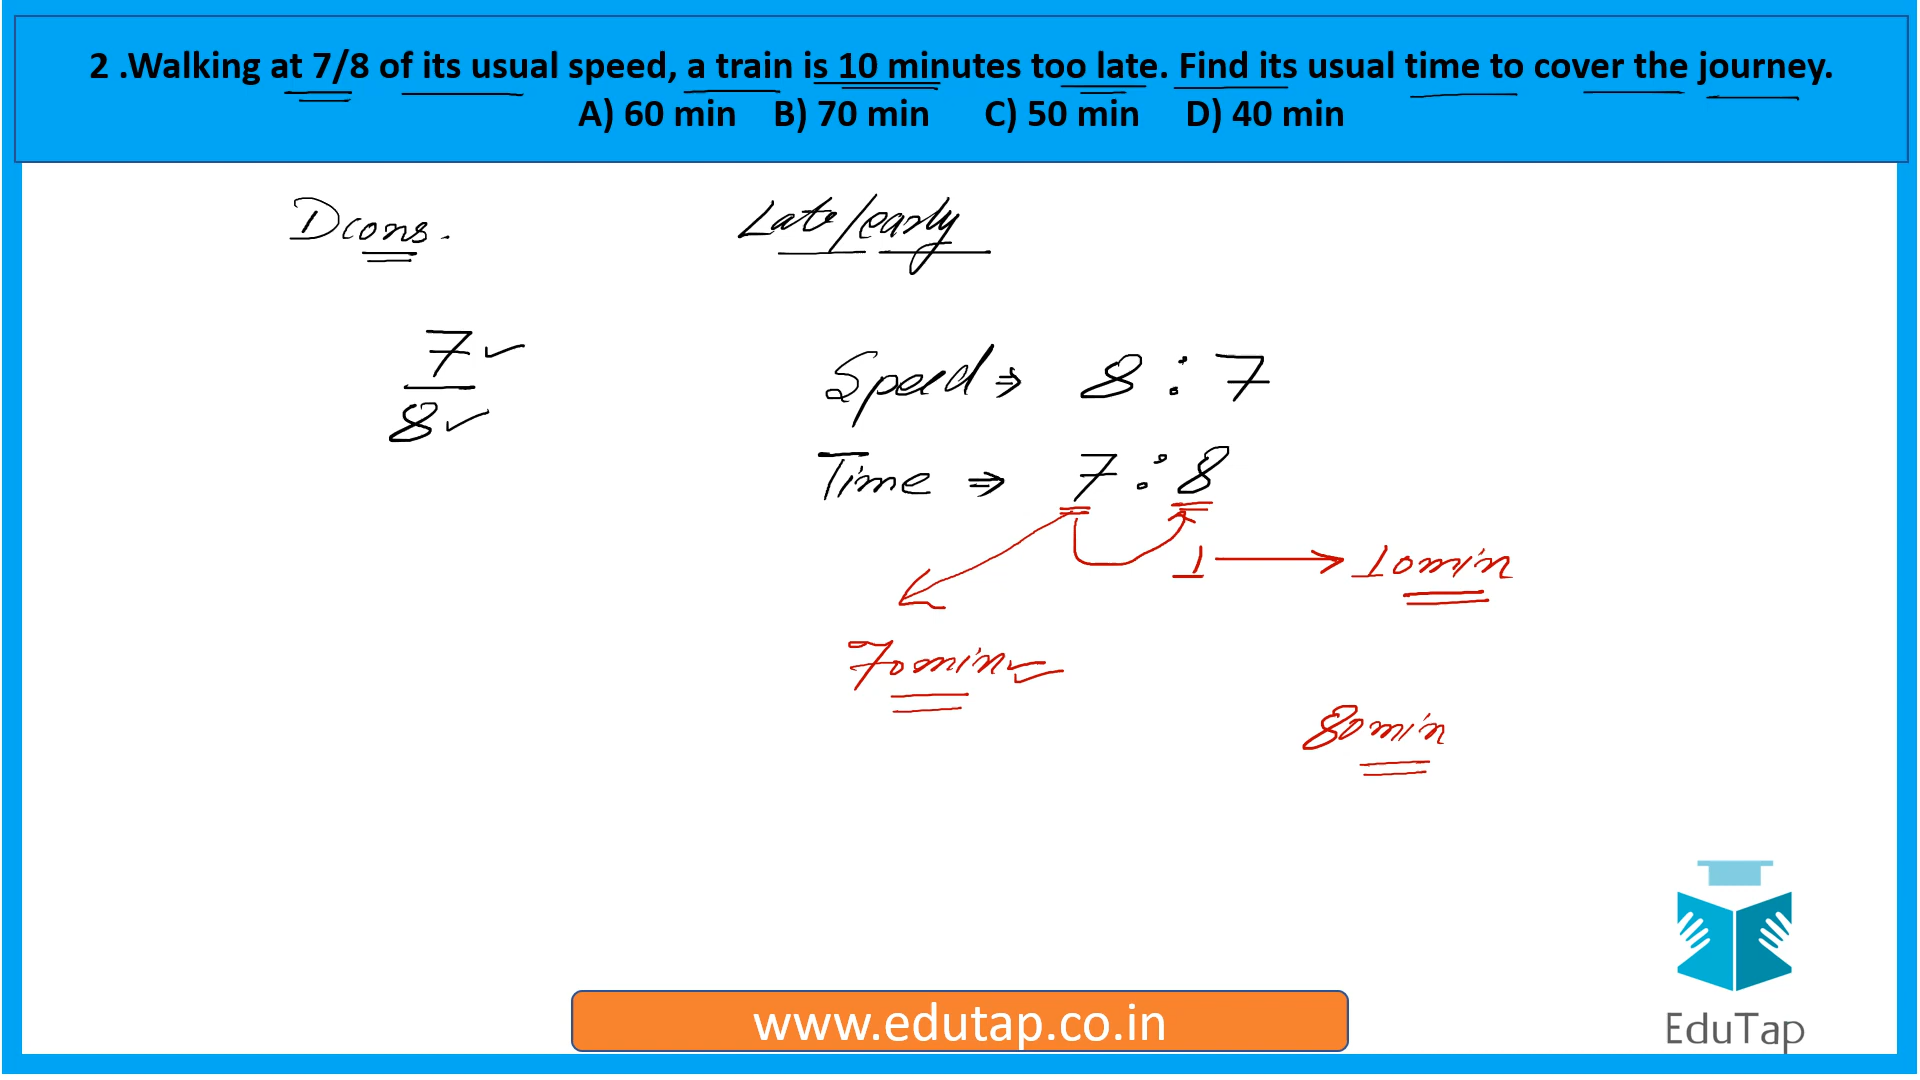 2 .Walking at 7/8 of its usual speed, a train is 10 minutes too late. Find its usual time to cover the journey.
A) 60 min B) 70 min C) 50 min D) 40 min
Dcons. Late/early
7
8
Speed ⇒ 8 : 7
Time ⇒ 7 : 8
1 → 10min
70min
80min
www.edutap.co.in
EduTap